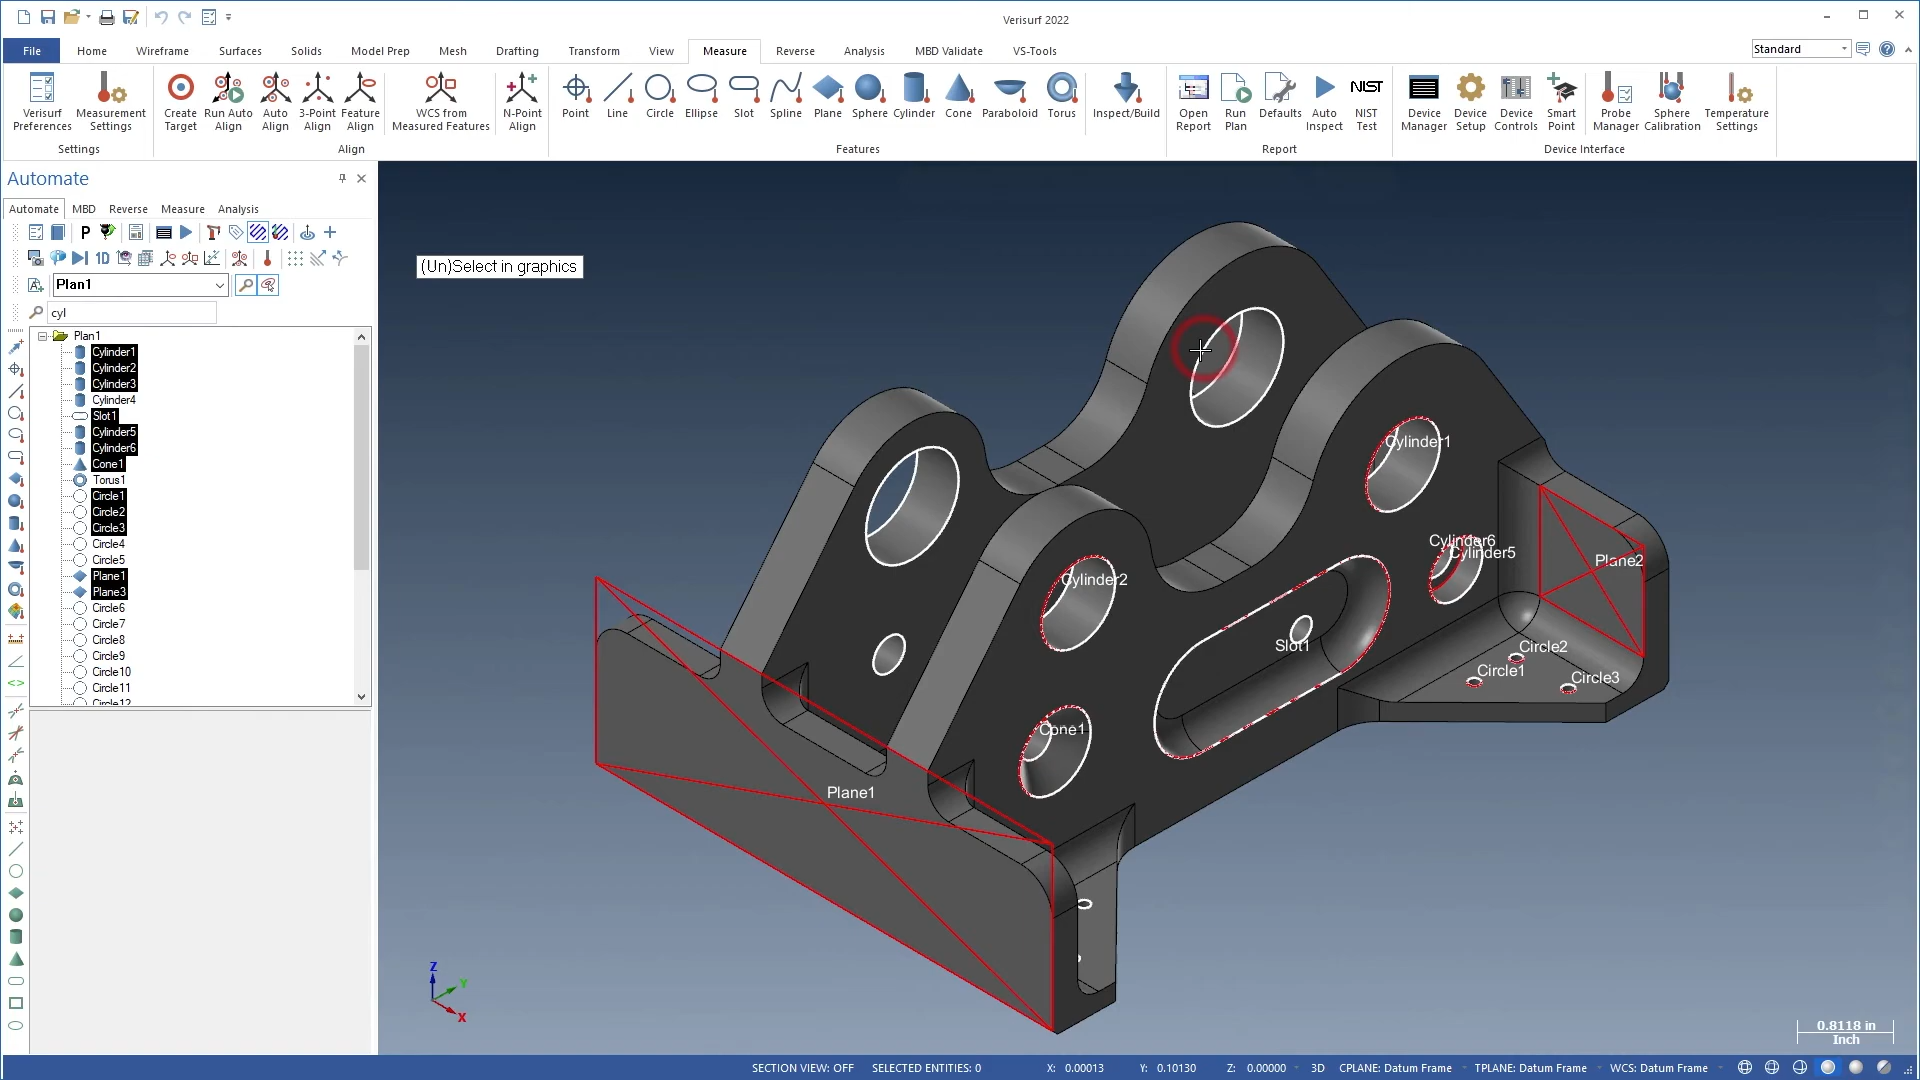 Verisurf 2022
File Home Wireframe Surfaces Solids Model Prep Mesh Drafting Transform View Measure Reverse Analysis MBD Validate VS-Tools
Standard
Verisurf Preferences
Measurement Settings
Settings
Create Target
Run Auto Align
Auto Align
3-Point Align
Feature Align
WCS from Measured Features
N-Point Align
Align
Point Line Circle Ellipse Slot Spline Plane Sphere Cylinder Cone Paraboloid Torus Inspect/Build
Features
Open Report
Run Plan
Defaults
Auto Inspect
NIST
NIST Test
Report
Device Manager
Device Setup
Device Controls
Smart Point
Probe Manager
Sphere Calibration
Temperature Settings
Device Interface
Automate
Automate MBD Reverse Measure Analysis
P
1D
Plan1
cyl
Plan1
Cylinder1
Cylinder2
Cylinder3
Cylinder4
Slot1
Cylinder5
Cylinder6
Cone1
Torus1
Circle1
Circle2
Circle3
Circle4
Circle5
Plane1
Plane3
Circle6
Circle7
Circle8
Circle9
Circle10
Circle11
Circle12
(Un)Select in graphics
Cylinder1
Cylinder6
Cylinder5
Plane2
Cylinder2
Slot1
Circle2
Circle1
Circle3
Cone1
Plane1
Z
Y
X
0.8118 in
Inch
SECTION VIEW: OFF SELECTED ENTITIES: 0 X: 0.00013 Y: 0.10130 Z: 0.00000 3D CPLANE: Datum Frame TPLANE: Datum Frame WCS: Datum Frame